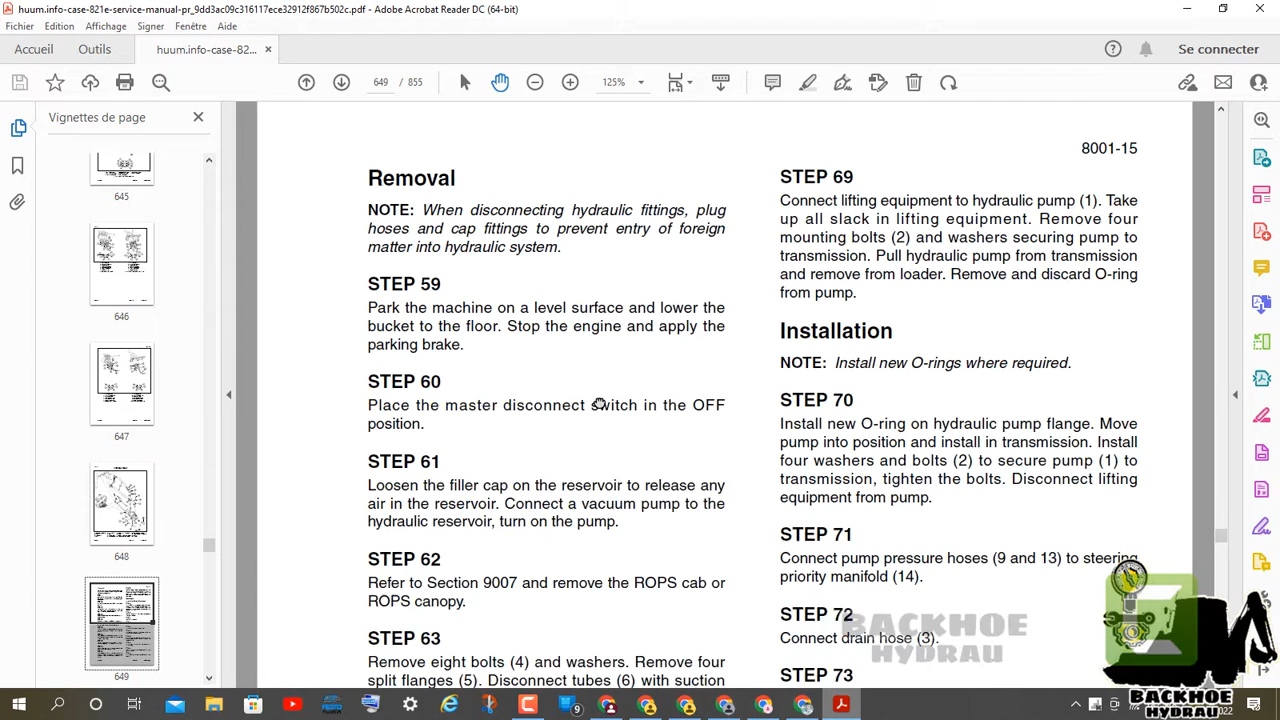 huum.info-case-821e-service-manual-pr_9dd3ac09c316117ece32912f867b502c.pdf - Adobe Acrobat Reader DC (64-bit)
Fichier Edition Affichage Signer Fenêtre Aide
Accueil Outils huum.info-case-82... × Se connecter
649 / 855 125%
Vignettes de page
645
646
647
648
649
8001-15
Removal
NOTE: When disconnecting hydraulic fittings, plug
hoses and cap fittings to prevent entry of foreign
matter into hydraulic system.
STEP 59
Park the machine on a level surface and lower the
bucket to the floor. Stop the engine and apply the
parking brake.
STEP 60
Place the master disconnect switch in the OFF
position.
STEP 61
Loosen the filler cap on the reservoir to release any
air in the reservoir. Connect a vacuum pump to the
hydraulic reservoir, turn on the pump.
STEP 62
Refer to Section 9007 and remove the ROPS cab or
ROPS canopy.
STEP 63
Remove eight bolts (4) and washers. Remove four
split flanges (5). Disconnect tubes (6) with suction
STEP 69
Connect lifting equipment to hydraulic pump (1). Take
up all slack in lifting equipment. Remove four
mounting bolts (2) and washers securing pump to
transmission. Pull hydraulic pump from transmission
and remove from loader. Remove and discard O-ring
from pump.
Installation
NOTE: Install new O-rings where required.
STEP 70
Install new O-ring on hydraulic pump flange. Move
pump into position and install in transmission. Install
four washers and bolts (2) to secure pump (1) to
transmission, tighten the bolts. Disconnect lifting
equipment from pump.
STEP 71
Connect pump pressure hoses (9 and 13) to steering
priority manifold (14).
STEP 72
Connect drain hose (3).
STEP 73
BACKHOE
HYDRAU
BACKHOE
HYDRAU